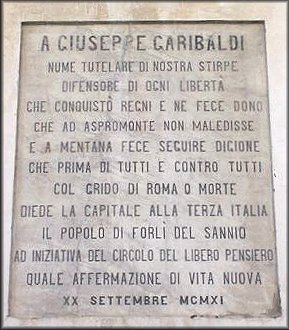 A GIUSEPPE GARIBALDI
NUME TUTELARE DI NOSTRA STIRPE
DIFENSORE DI OGNI LIBERTÀ
CHE CONQUISTÒ REGNI E NE FECE DONO
CHE AD ASPROMONTE NON MALEDISSE
E A MENTANA FECE SEGUIRE DIGIONE
CHE PRIMA DI TUTTI E CONTRO TUTTI
COL GRIDO DI ROMA O MORTE
DIEDE LA CAPITALE ALLA TERZA ITALIA
IL POPOLO DI FORLÌ DEL SANNIO
AD INIZIATIVA DEL CIRCOLO DEL LIBERO PENSIERO
QUALE AFFERMAZIONE DI VITA NUOVA
XX SETTEMBRE MCMXI